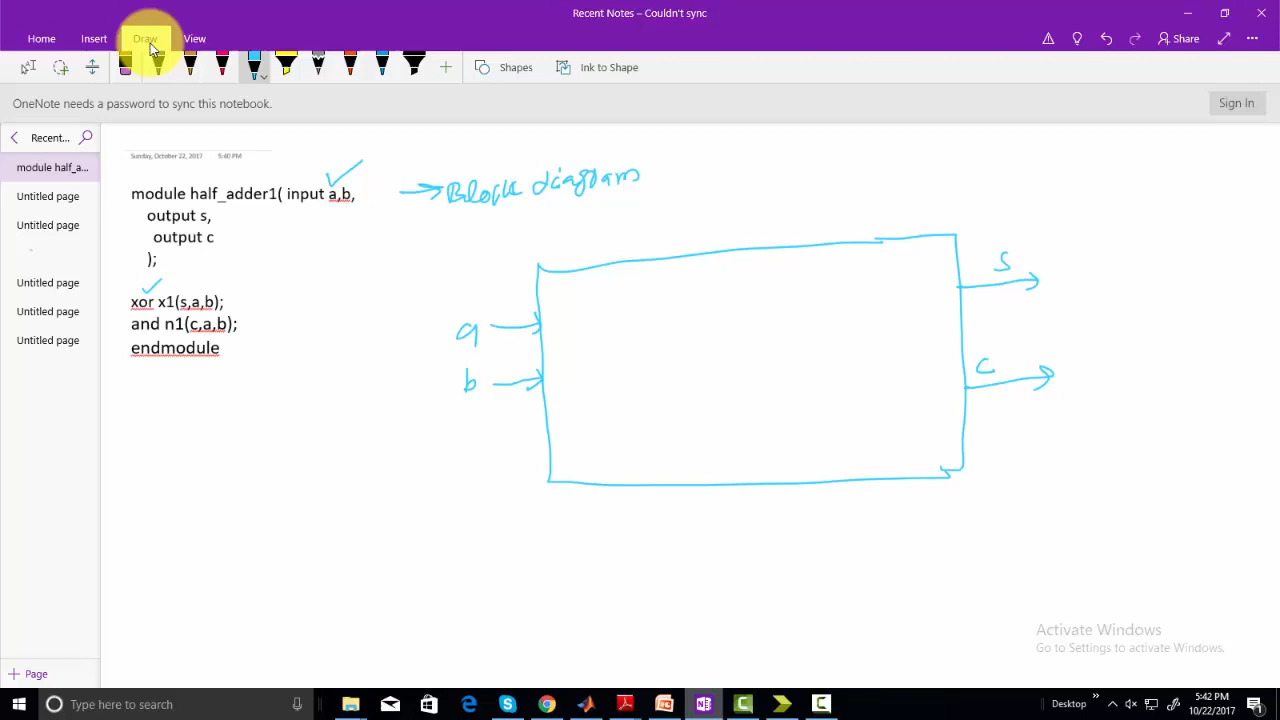 Recent Notes – Couldn't sync
Home Insert Draw View
Share
Shapes Ink to Shape
OneNote needs a password to sync this notebook. Sign In
Recent...
module half_a...
Untitled page
Untitled page
Untitled page
Untitled page
Untitled page
Page
Sunday, October 22, 2017 5:40 PM
module half_adder1( input a,b,
output s,
output c
);
xor x1(s,a,b);
and n1(c,a,b);
endmodule
Block diagram
a
b
s
c
Activate Windows
Go to Settings to activate Windows.
Type here to search
Desktop
5:42 PM
10/22/2017